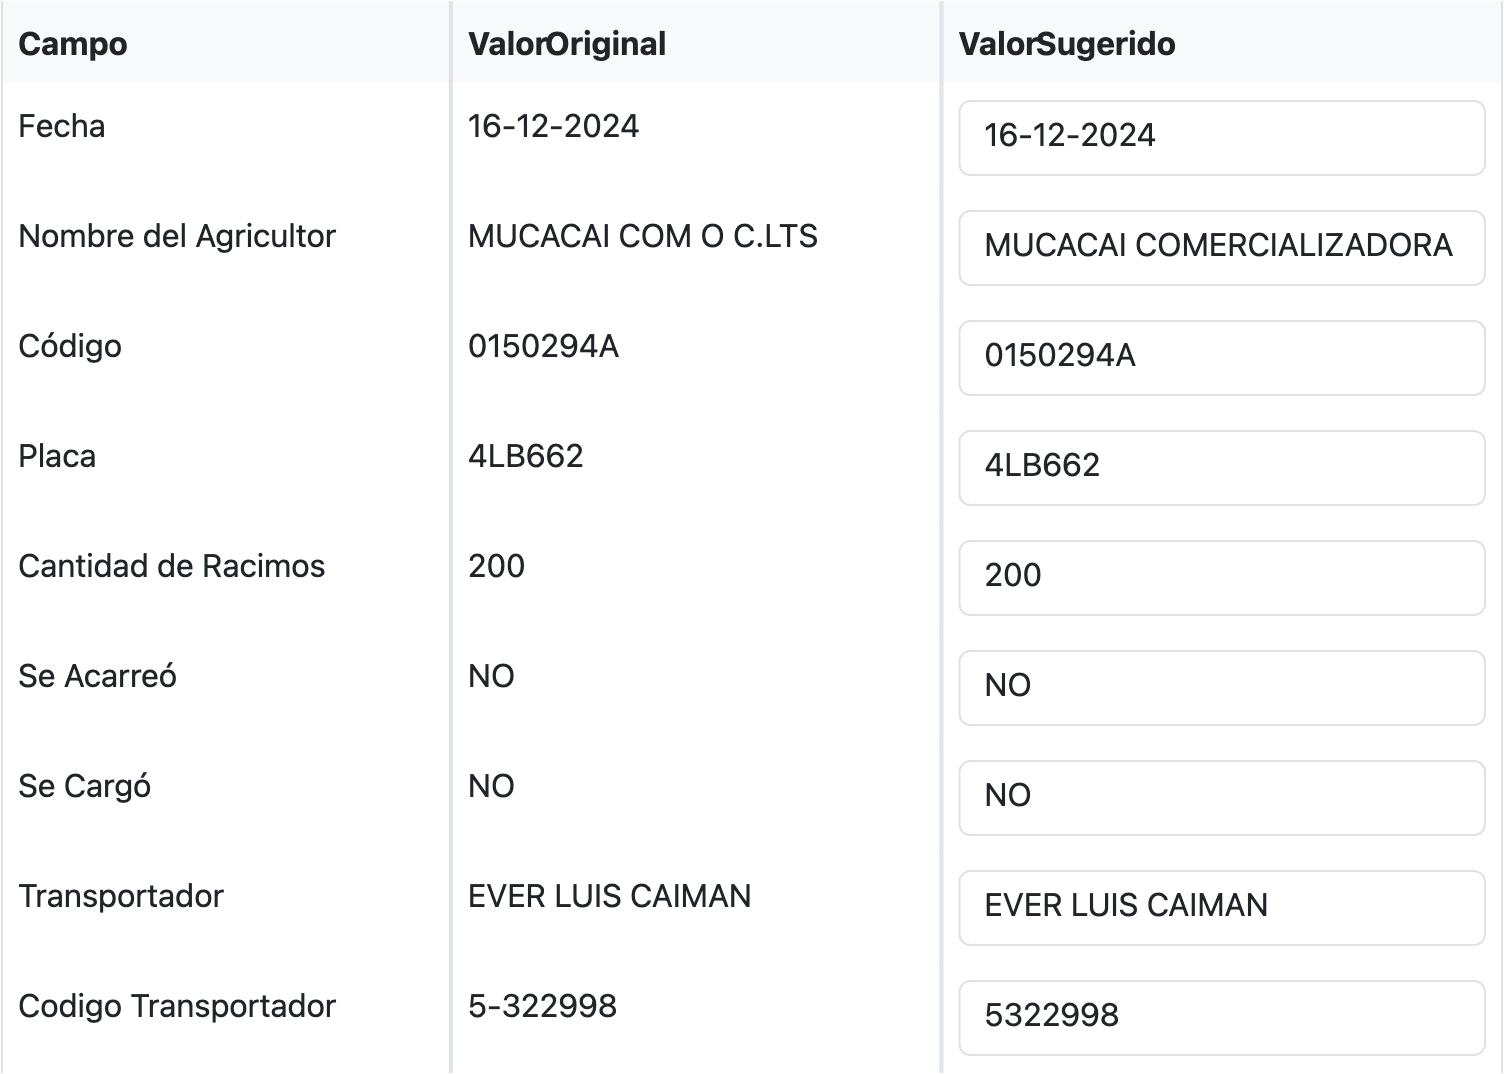 Campo ValorOriginal ValorSugerido
Fecha 16-12-2024 16-12-2024
Nombre del Agricultor MUCACAI COM O C.LTS MUCACAI COMERCIALIZADORA
Código 0150294A 0150294A
Placa 4LB662 4LB662
Cantidad de Racimos 200 200
Se Acarreó NO NO
Se Cargó NO NO
Transportador EVER LUIS CAIMAN EVER LUIS CAIMAN
Codigo Transportador 5-322998 5322998